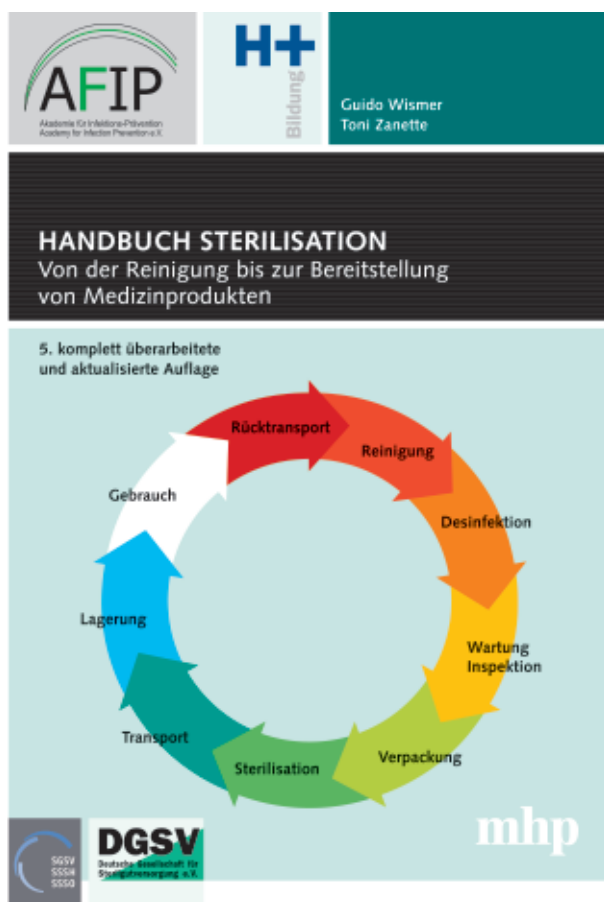 AFIP
Akademie für Infektions-Prävention
Academy for Infection Prevention e.V.
H+
Bildung
Guido Wismer
Toni Zanette
HANDBUCH STERILISATION
Von der Reinigung bis zur Bereitstellung
von Medizinprodukten
5. komplett überarbeitete
und aktualisierte Auflage
Rücktransport
Reinigung
Desinfektion
Wartung
Inspektion
Verpackung
Sterilisation
Transport
Lagerung
Gebrauch
mhp
SGSV
SSSH
SSSO
DGSV
Deutsche Gesellschaft für
Sterilgutversorgung e.V.